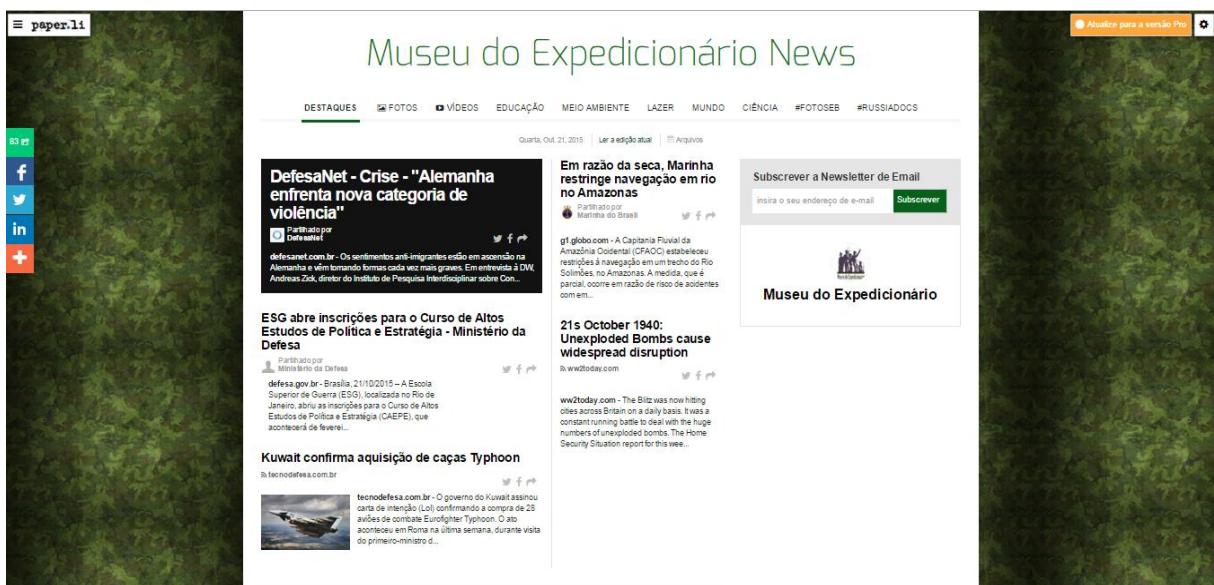 paper.li
Atualize para a versão Pro
Museu do Expedicionário News
DESTAQUES FOTOS VÍDEOS EDUCAÇÃO MEIO AMBIENTE LAZER MUNDO CIÊNCIA #FOTOSEB #RUSSIADOCS
Quarta, Out. 21, 2015 Ler a edição atual Arquivos
83
DefesaNet - Crise - "Alemanha
enfrenta nova categoria de
violência"
Partilhado por
DefesaNet
defesanet.com.br - Os sentimentos anti-imigrantes estão em ascensão na
Alemanha e vêm tomando formas cada vez mais graves. Em entrevista à DW,
Andreas Zick, diretor do Instituto de Pesquisa Interdisciplinar sobre Con...
ESG abre inscrições para o Curso de Altos
Estudos de Política e Estratégia - Ministério da
Defesa
Partilhado por
Ministério da Defesa
defesa.gov.br - Brasília, 21/10/2015 – A Escola
Superior de Guerra (ESG), localizada no Rio de
Janeiro, abriu as inscrições para o Curso de Altos
Estudos de Política e Estratégia (CAEPE), que
acontecerá de feverei...
Kuwait confirma aquisição de caças Typhoon
tecnodefesa.com.br
tecnodefesa.com.br - O governo do Kuwait assinou
carta de intenção (LoI) confirmando a compra de 28
aviões de combate Eurofighter Typhoon. O ato
aconteceu em Roma na última semana, durante visita
do primeiro-ministro d...
Em razão da seca, Marinha
restringe navegação em rio
no Amazonas
Partilhado por
Marinha do Brasil
g1.globo.com - A Capitania Fluvial da
Amazônia Ocidental (CFAOC) estabeleceu
restrições à navegação em um trecho do Rio
Solimões, no Amazonas. A medida, que é
parcial, ocorre em razão de risco de acidentes
com em...
21s October 1940:
Unexploded Bombs cause
widespread disruption
ww2today.com
ww2today.com - The Blitz was now hitting
cities across Britain on a daily basis. It was a
constant running battle to deal with the huge
numbers of unexploded bombs. The Home
Security Situation report for this wee...
Subscrever a Newsletter de Email
insira o seu endereço de e-mail Subscrever
Museu do Expedicionário